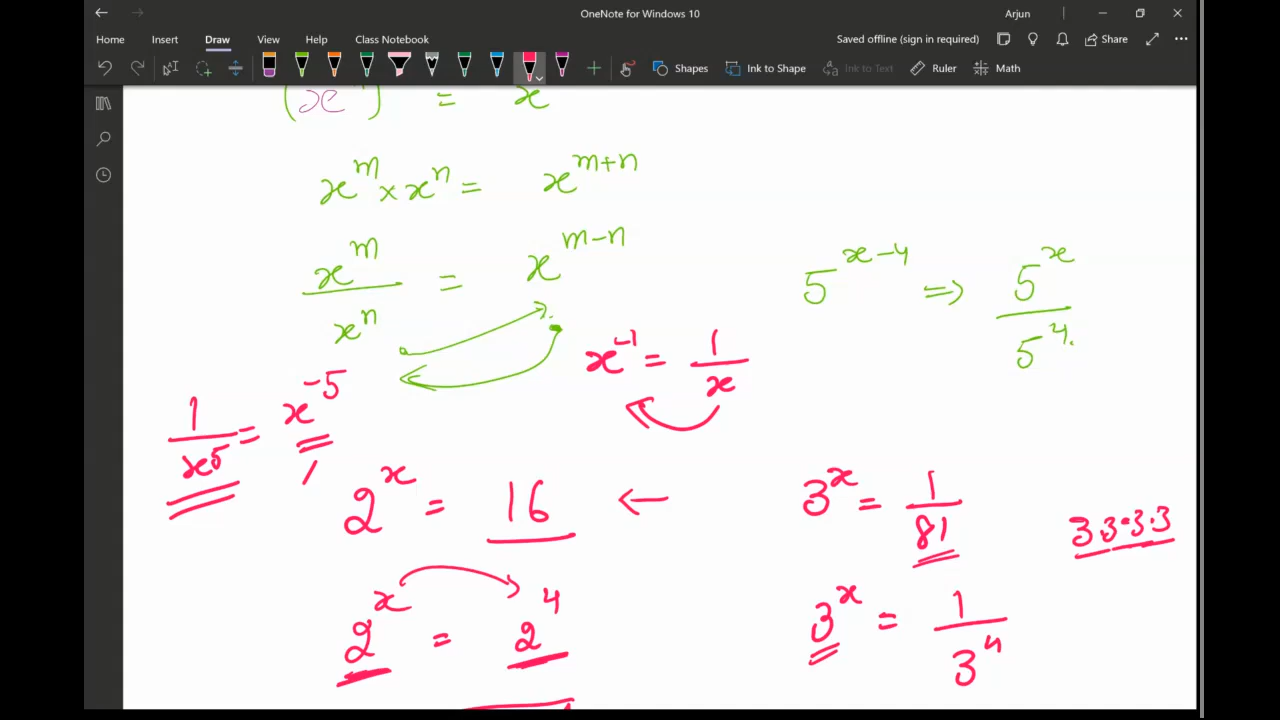 OneNote for Windows 10
Arjun
Home Insert Draw View Help Class Notebook
Saved offline (sign in required) Share
Shapes Ink to Shape Ink to Text Ruler Math
= x
x^m × x^n = x^{m+n}
x^m / x^n = x^{m-n}
5^{x-4} ⇒ 5^x / 5^4
x^{-1} = 1/x
1/x^5 = x^{-5}
2^x = 16 ←
3^x = 1/81
3·3·3·3
2^x = 2^4
3^x = 1/3^4